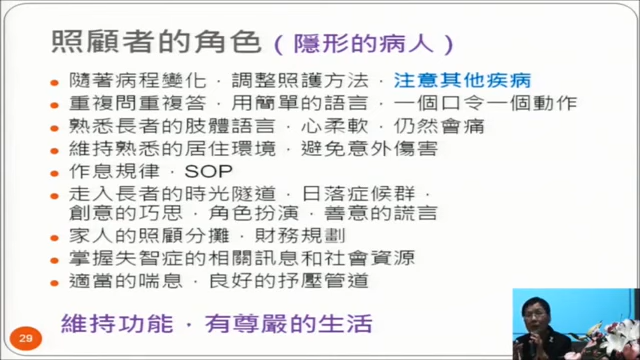 照顧者的角色（隱形的病人）
隨著病程變化，調整照護方法，注意其他疾病
重複問重複答，用簡單的語言，一個口令一個動作
熟悉長者的肢體語言，心柔軟，仍然會痛
維持熟悉的居住環境，避免意外傷害
作息規律，SOP
走入長者的時光隧道，日落症候群，
創意的巧思，角色扮演，善意的謊言
家人的照顧分攤，財務規劃
掌握失智症的相關訊息和社會資源
適當的喘息，良好的抒壓管道
維持功能，有尊嚴的生活
29